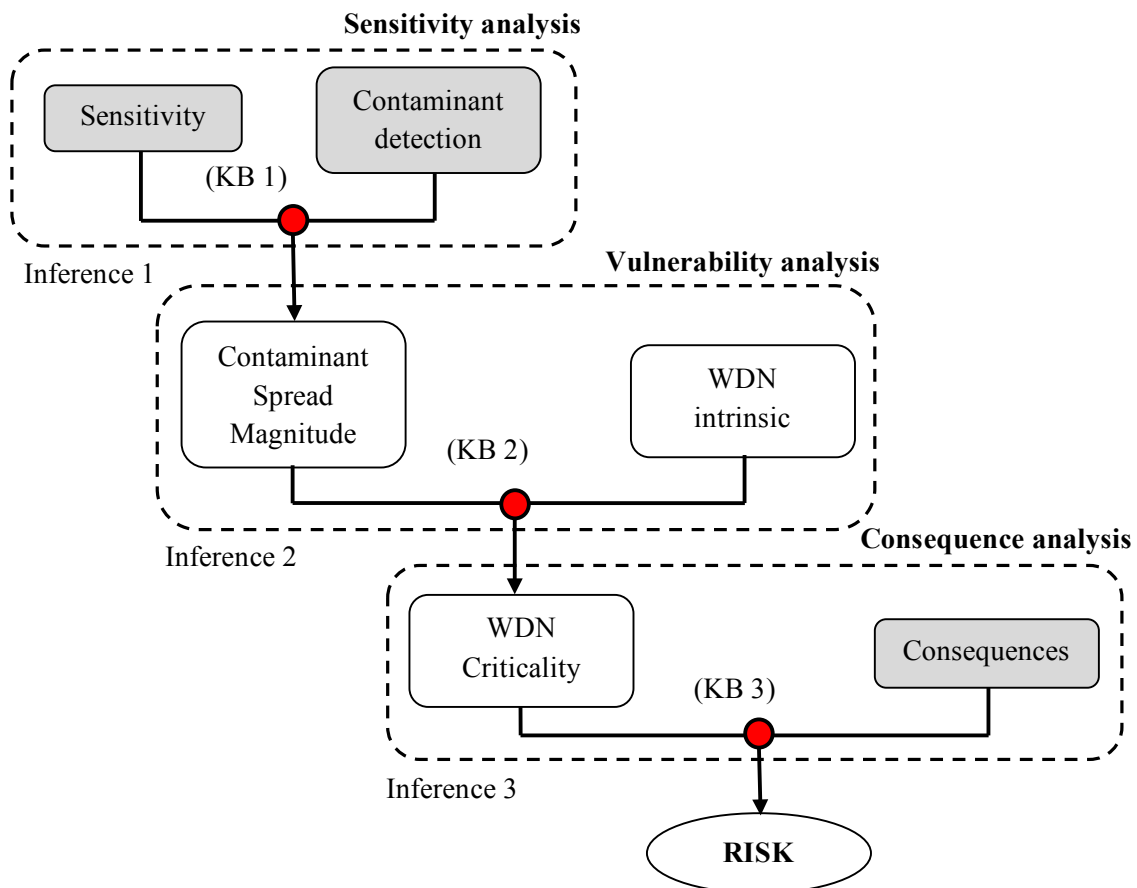 Sensitivity analysis
Sensitivity
Contaminant
detection
(KB 1)
Inference 1
Vulnerability analysis
Contaminant
Spread
Magnitude
WDN
intrinsic
(KB 2)
Inference 2
Consequence analysis
WDN
Criticality
Consequences
(KB 3)
Inference 3
RISK